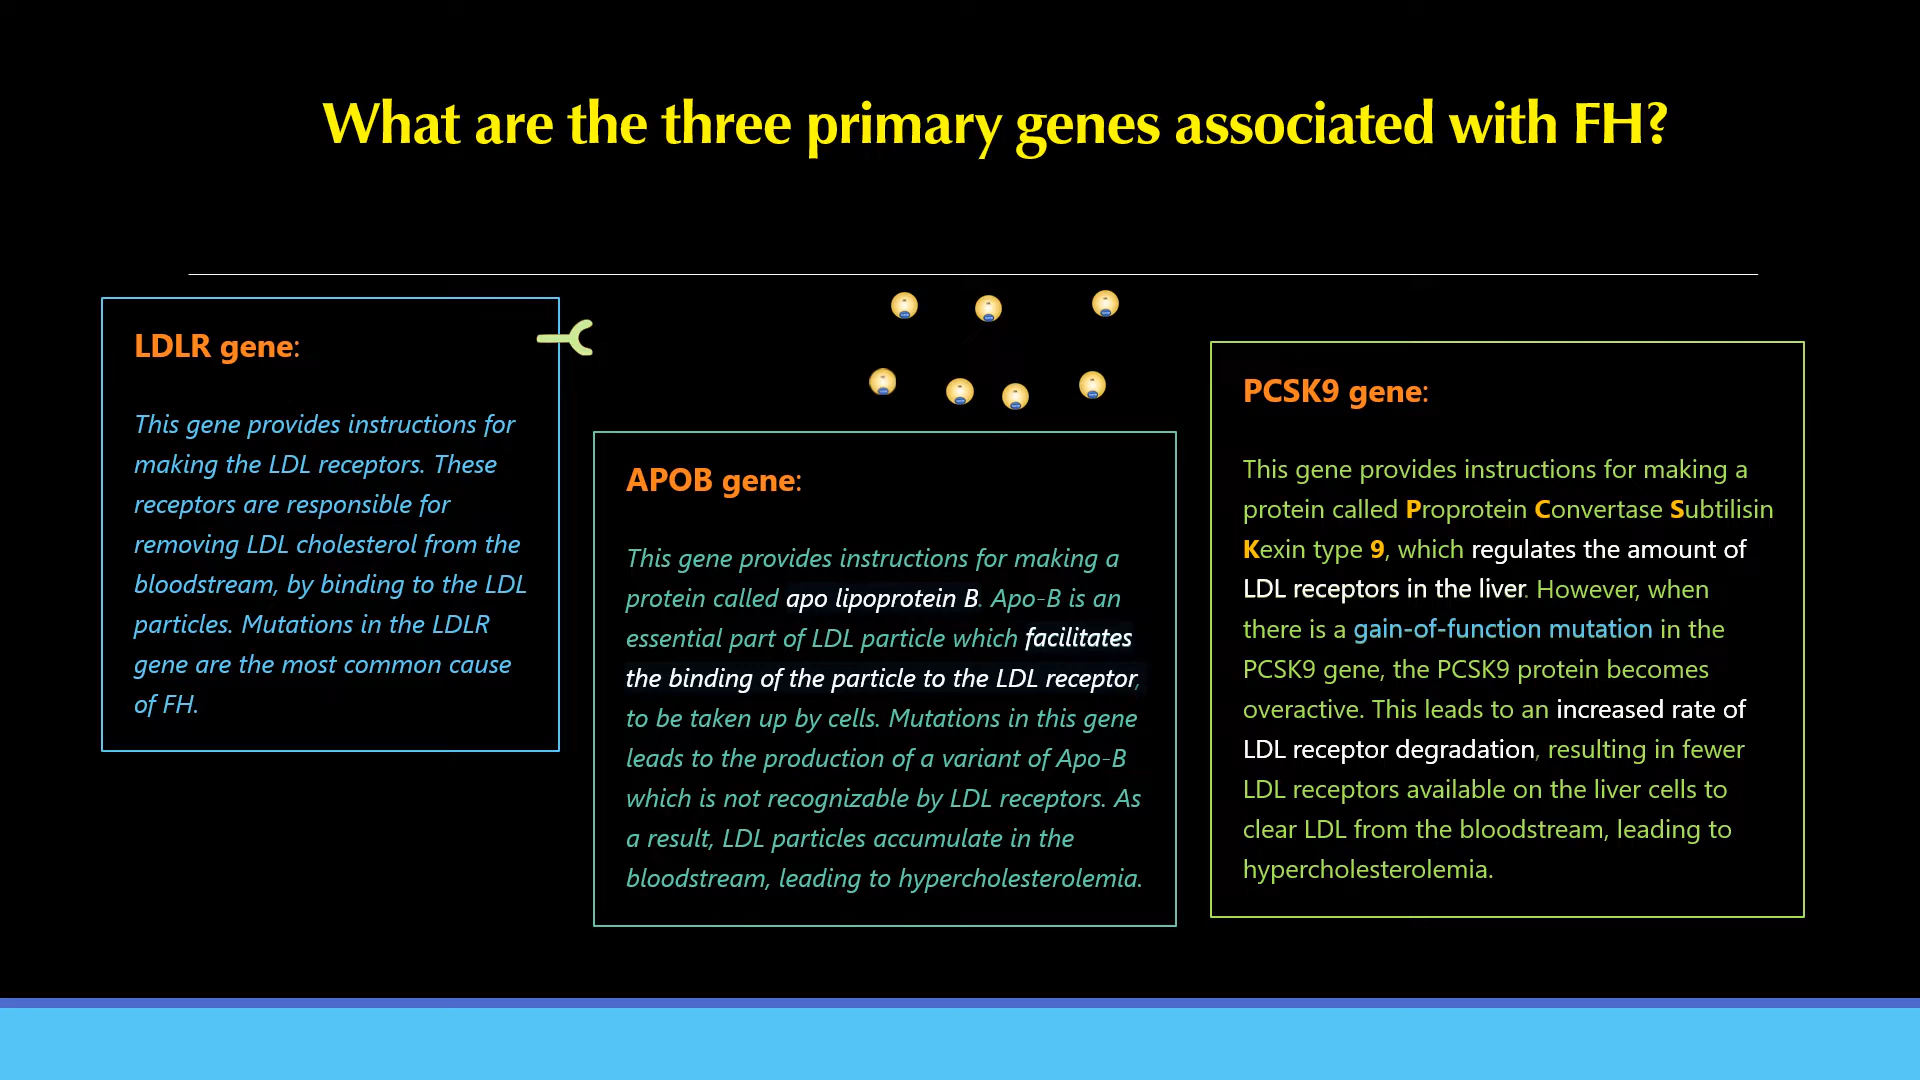 What are the three primary genes associated with FH?
LDLR gene:
This gene provides instructions for
making the LDL receptors. These
receptors are responsible for
removing LDL cholesterol from the
bloodstream, by binding to the LDL
particles. Mutations in the LDLR
gene are the most common cause
of FH.
APOB gene:
This gene provides instructions for making a
protein called apo lipoprotein B. Apo-B is an
essential part of LDL particle which facilitates
the binding of the particle to the LDL receptor,
to be taken up by cells. Mutations in this gene
leads to the production of a variant of Apo-B
which is not recognizable by LDL receptors. As
a result, LDL particles accumulate in the
bloodstream, leading to hypercholesterolemia.
PCSK9 gene:
This gene provides instructions for making a
protein called Proprotein Convertase Subtilisin
Kexin type 9, which regulates the amount of
LDL receptors in the liver. However, when
there is a gain-of-function mutation in the
PCSK9 gene, the PCSK9 protein becomes
overactive. This leads to an increased rate of
LDL receptor degradation, resulting in fewer
LDL receptors available on the liver cells to
clear LDL from the bloodstream, leading to
hypercholesterolemia.